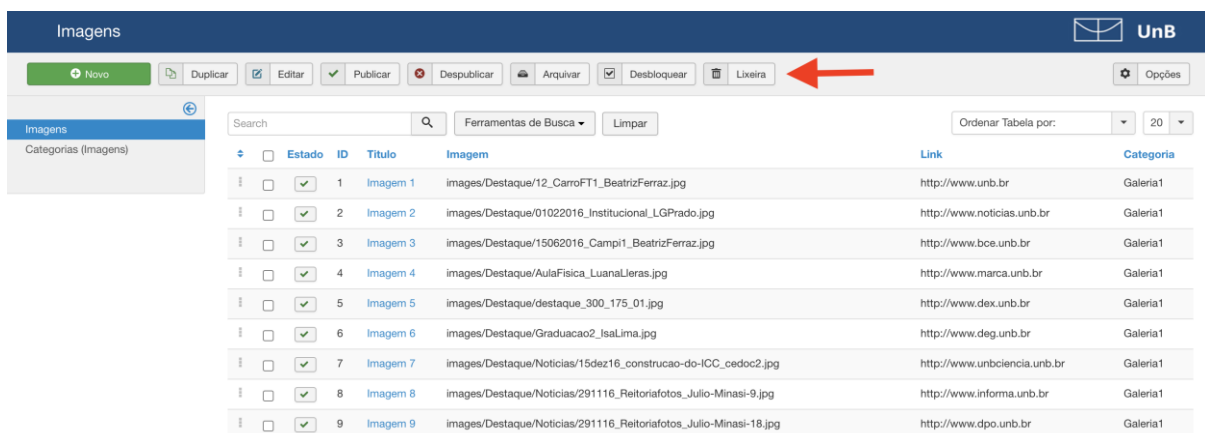 Imagens UnB
Novo Duplicar Editar Publicar Despublicar Arquivar Desbloquear Lixeira Opções
Imagens
Categorias (Imagens)
Search Ferramentas de Busca Limpar Ordenar Tabela por: 20
Estado ID Titulo Imagem Link Categoria
1 Imagem 1 images/Destaque/12_CarroFT1_BeatrizFerraz.jpg http://www.unb.br Galeria1
2 Imagem 2 images/Destaque/01022016_Institucional_LGPrado.jpg http://www.noticias.unb.br Galeria1
3 Imagem 3 images/Destaque/15062016_Campi1_BeatrizFerraz.jpg http://www.bce.unb.br Galeria1
4 Imagem 4 images/Destaque/AulaFisica_LuanaLleras.jpg http://www.marca.unb.br Galeria1
5 Imagem 5 images/Destaque/destaque_300_175_01.jpg http://www.dex.unb.br Galeria1
6 Imagem 6 images/Destaque/Graduacao2_IsaLima.jpg http://www.deg.unb.br Galeria1
7 Imagem 7 images/Destaque/Noticias/15dez16_construcao-do-ICC_cedoc2.jpg http://www.unbciencia.unb.br Galeria1
8 Imagem 8 images/Destaque/Noticias/291116_Reitoriafotos_Julio-Minasi-9.jpg http://www.informa.unb.br Galeria1
9 Imagem 9 images/Destaque/Noticias/291116_Reitoriafotos_Julio-Minasi-18.jpg http://www.dpo.unb.br Galeria1